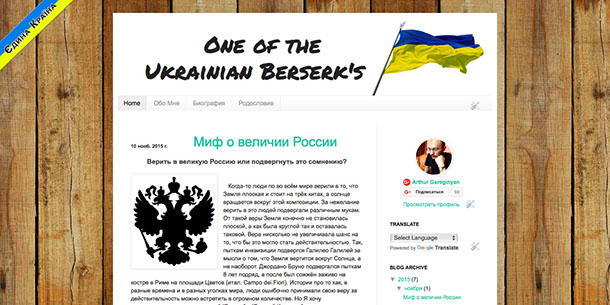 Єдина Країна
One of the
Ukrainian Berserk's
Home Обо Мне Биография Родословие
10 нояб. 2015 г.
Миф о величии России
Верить в великую Россию или подвергнуть это сомнению?
Когда-то люди по во всём мире верили в то, что
Земля плоская и стоит на трёх китах, а солнце
вращается вокруг этой композиции. За нежелание
верить в это людей подвергали различным мукам.
От такой веры Земля конечно не становилась
плоской, а как была круглой так и оставалась
таковой. Вера нисколько не увеличивала шанс на
то, что бы это могло стать действительностью. Так,
пыткам инквизиции подвергся Галилео Галилей за
мысли о том, что Земля вертится вокруг Солнца, а
не наоборот. Джордано Бруно подвергался пыткам
8 лет подряд, а после был сожжён заживо на
костре в Риме на площади Цветов (итал. Campo dei Fiori). Истории про то как, в
разные времена и в разных уголках мира, люди ошибочно принимали свою веру за
действительность можно встретить в огромном количестве. Но Я хочу
Arthur Gareginyan
Подписаться 59
Просмотреть профиль
TRANSLATE
Select Language
Powered by Google Translate
BLOG ARCHIVE
▼ 2015 (7)
▼ ноября (1)
Миф о величии России